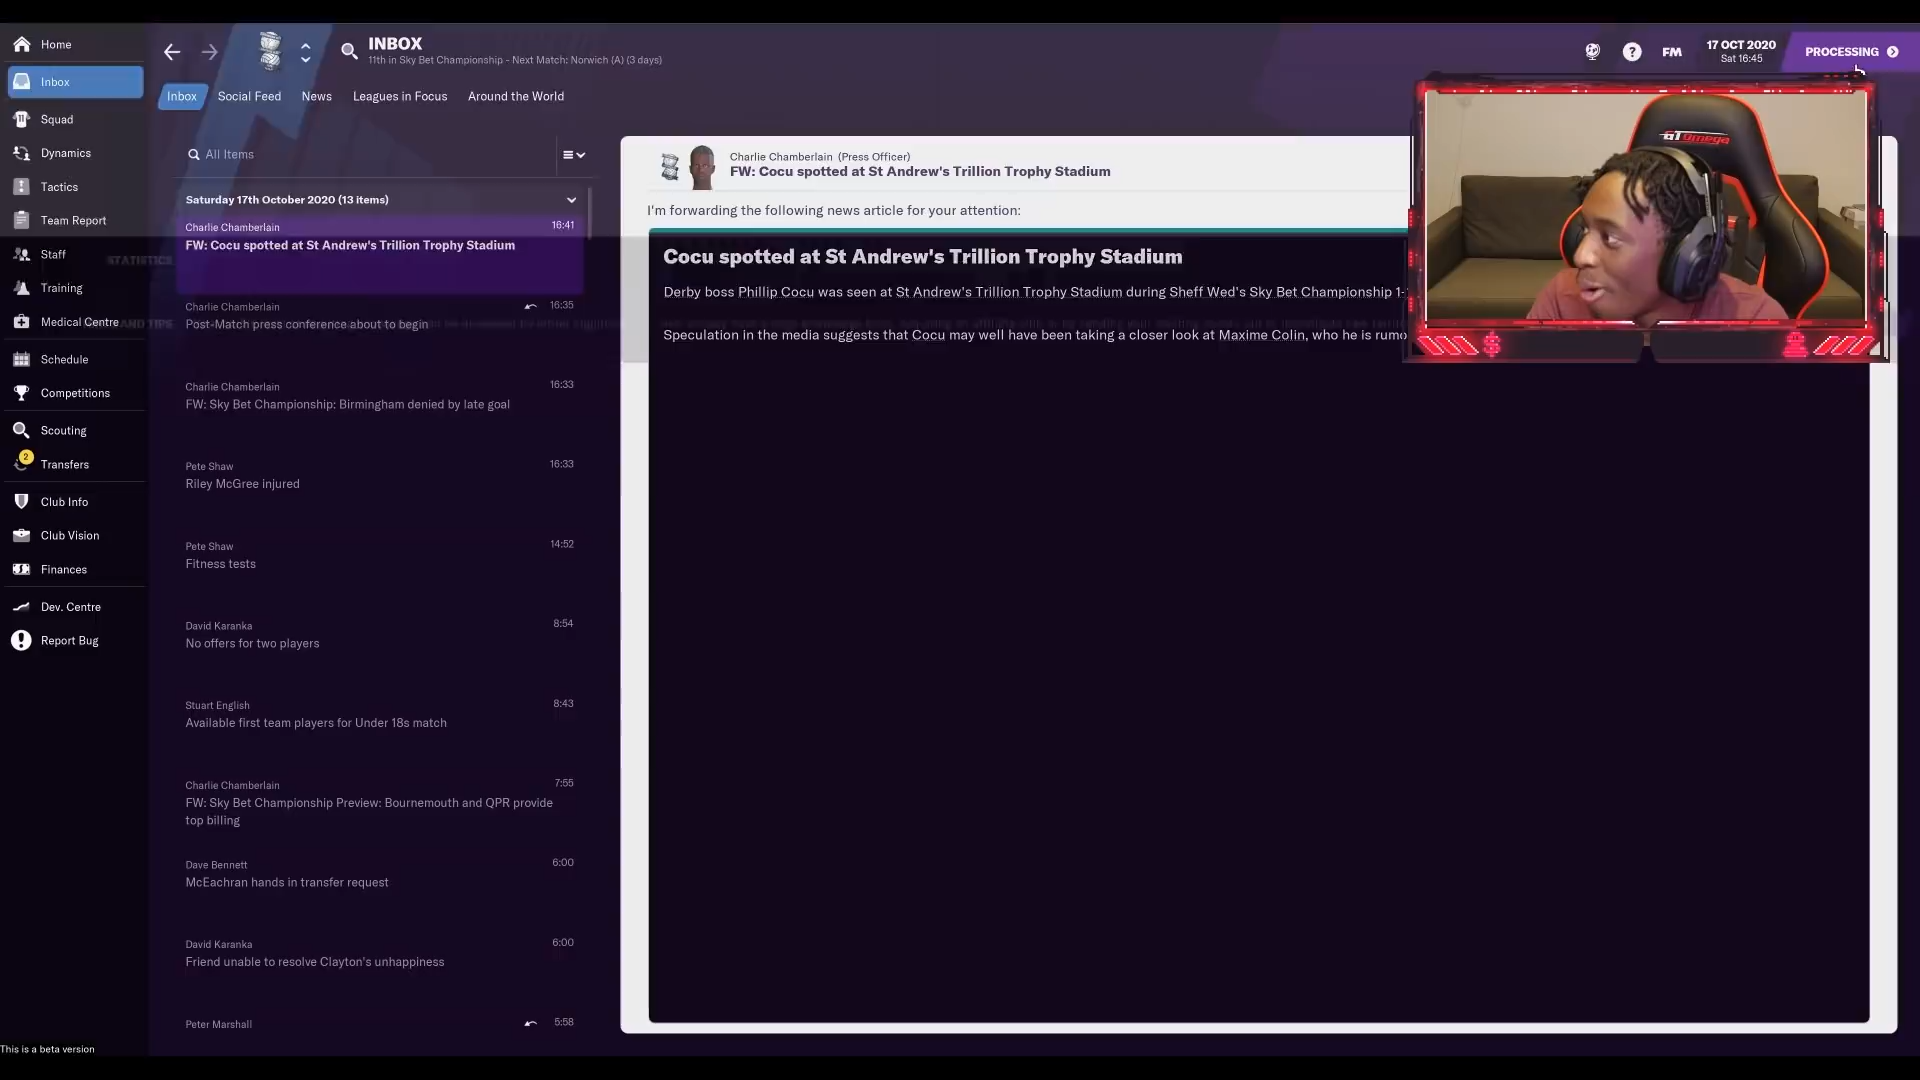 Home
Inbox
Squad
Dynamics
Tactics
Team Report
Staff
Training
Medical Centre
Schedule
Competitions
Scouting
2
Transfers
Club Info
Club Vision
Finances
Dev. Centre
Report Bug
This is a beta version
INBOX
11th in Sky Bet Championship - Next Match: Norwich (A) (3 days)
? FM
17 OCT 2020
Sat 16:45
PROCESSING
Inbox Social Feed News Leagues in Focus Around the World
All Items
Saturday 17th October 2020 (13 items)
Charlie Chamberlain 16:41
FW: Cocu spotted at St Andrew's Trillion Trophy Stadium
STATISTICS
Charlie Chamberlain 16:35
Post-Match press conference about to begin
Charlie Chamberlain 16:33
FW: Sky Bet Championship: Birmingham denied by late goal
Pete Shaw 16:33
Riley McGree injured
Pete Shaw 14:52
Fitness tests
David Karanka 8:54
No offers for two players
Stuart English 8:43
Available first team players for Under 18s match
Charlie Chamberlain 7:55
FW: Sky Bet Championship Preview: Bournemouth and QPR provide
top billing
Dave Bennett 6:00
McEachran hands in transfer request
David Karanka 6:00
Friend unable to resolve Clayton's unhappiness
Peter Marshall 5:58
Charlie Chamberlain (Press Officer)
FW: Cocu spotted at St Andrew's Trillion Trophy Stadium
I'm forwarding the following news article for your attention:
Cocu spotted at St Andrew's Trillion Trophy Stadium
Derby boss Phillip Cocu was seen at St Andrew's Trillion Trophy Stadium during Sheff Wed's Sky Bet Championship 1-
Speculation in the media suggests that Cocu may well have been taking a closer look at Maxime Colin, who he is rumo
GT omega